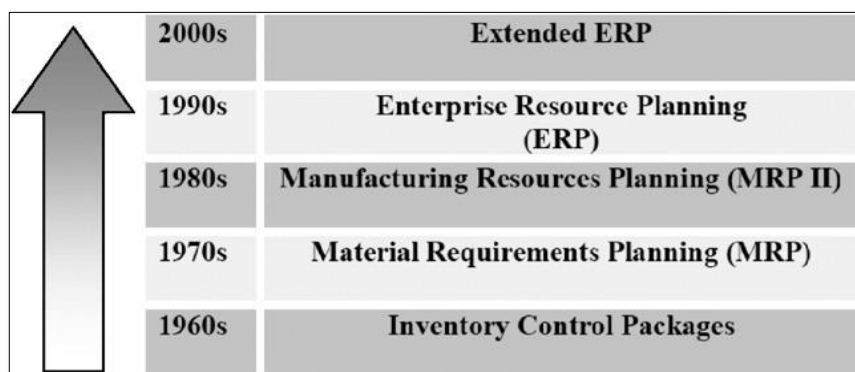 2000s Extended ERP
1990s Enterprise Resource Planning
(ERP)
1980s Manufacturing Resources Planning (MRP II)
1970s Material Requirements Planning (MRP)
1960s Inventory Control Packages